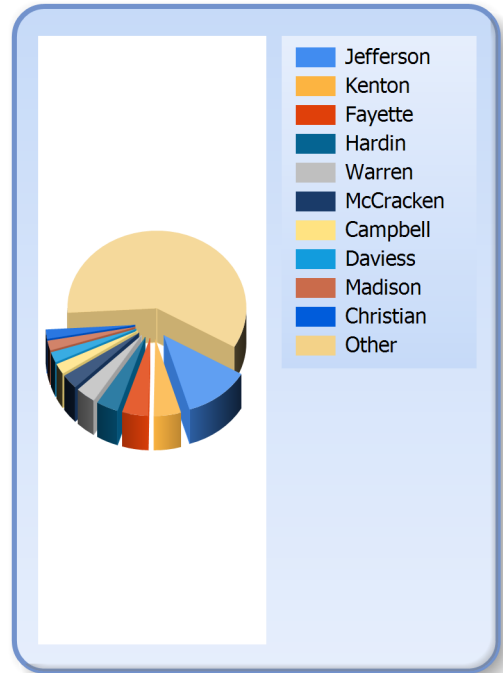 Jefferson
Kenton
Fayette
Hardin
Warren
McCracken
Campbell
Daviess
Madison
Christian
Other